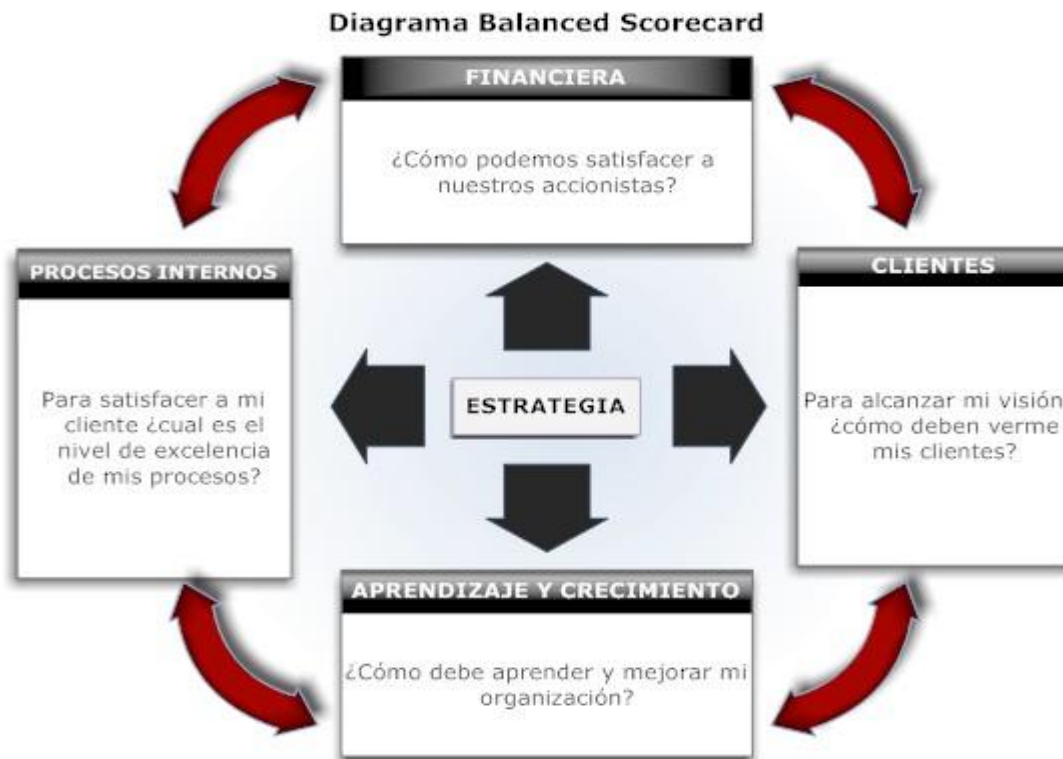 Diagrama Balanced Scorecard
FINANCIERA
¿Cómo podemos satisfacer a
nuestros accionistas?
PROCESOS INTERNOS
Para satisfacer a mi
cliente ¿cual es el
nivel de excelencia
de mis procesos?
ESTRATEGIA
CLIENTES
Para alcanzar mi visión
¿cómo deben verme
mis clientes?
APRENDIZAJE Y CRECIMIENTO
¿Cómo debe aprender y mejorar mi
organización?